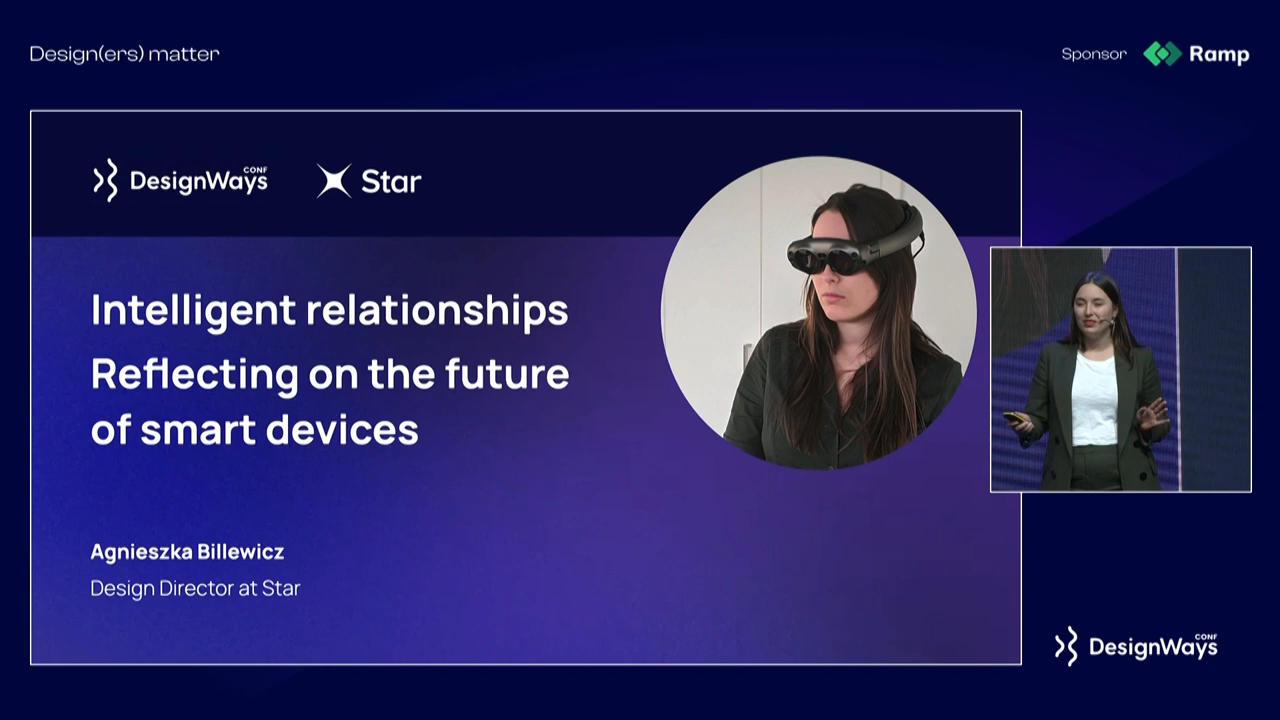 Design(ers) matter
Sponsor Ramp
DesignWays CONF Star
Intelligent relationships
Reflecting on the future
of smart devices
Agnieszka Billewicz
Design Director at Star
DesignWays CONF